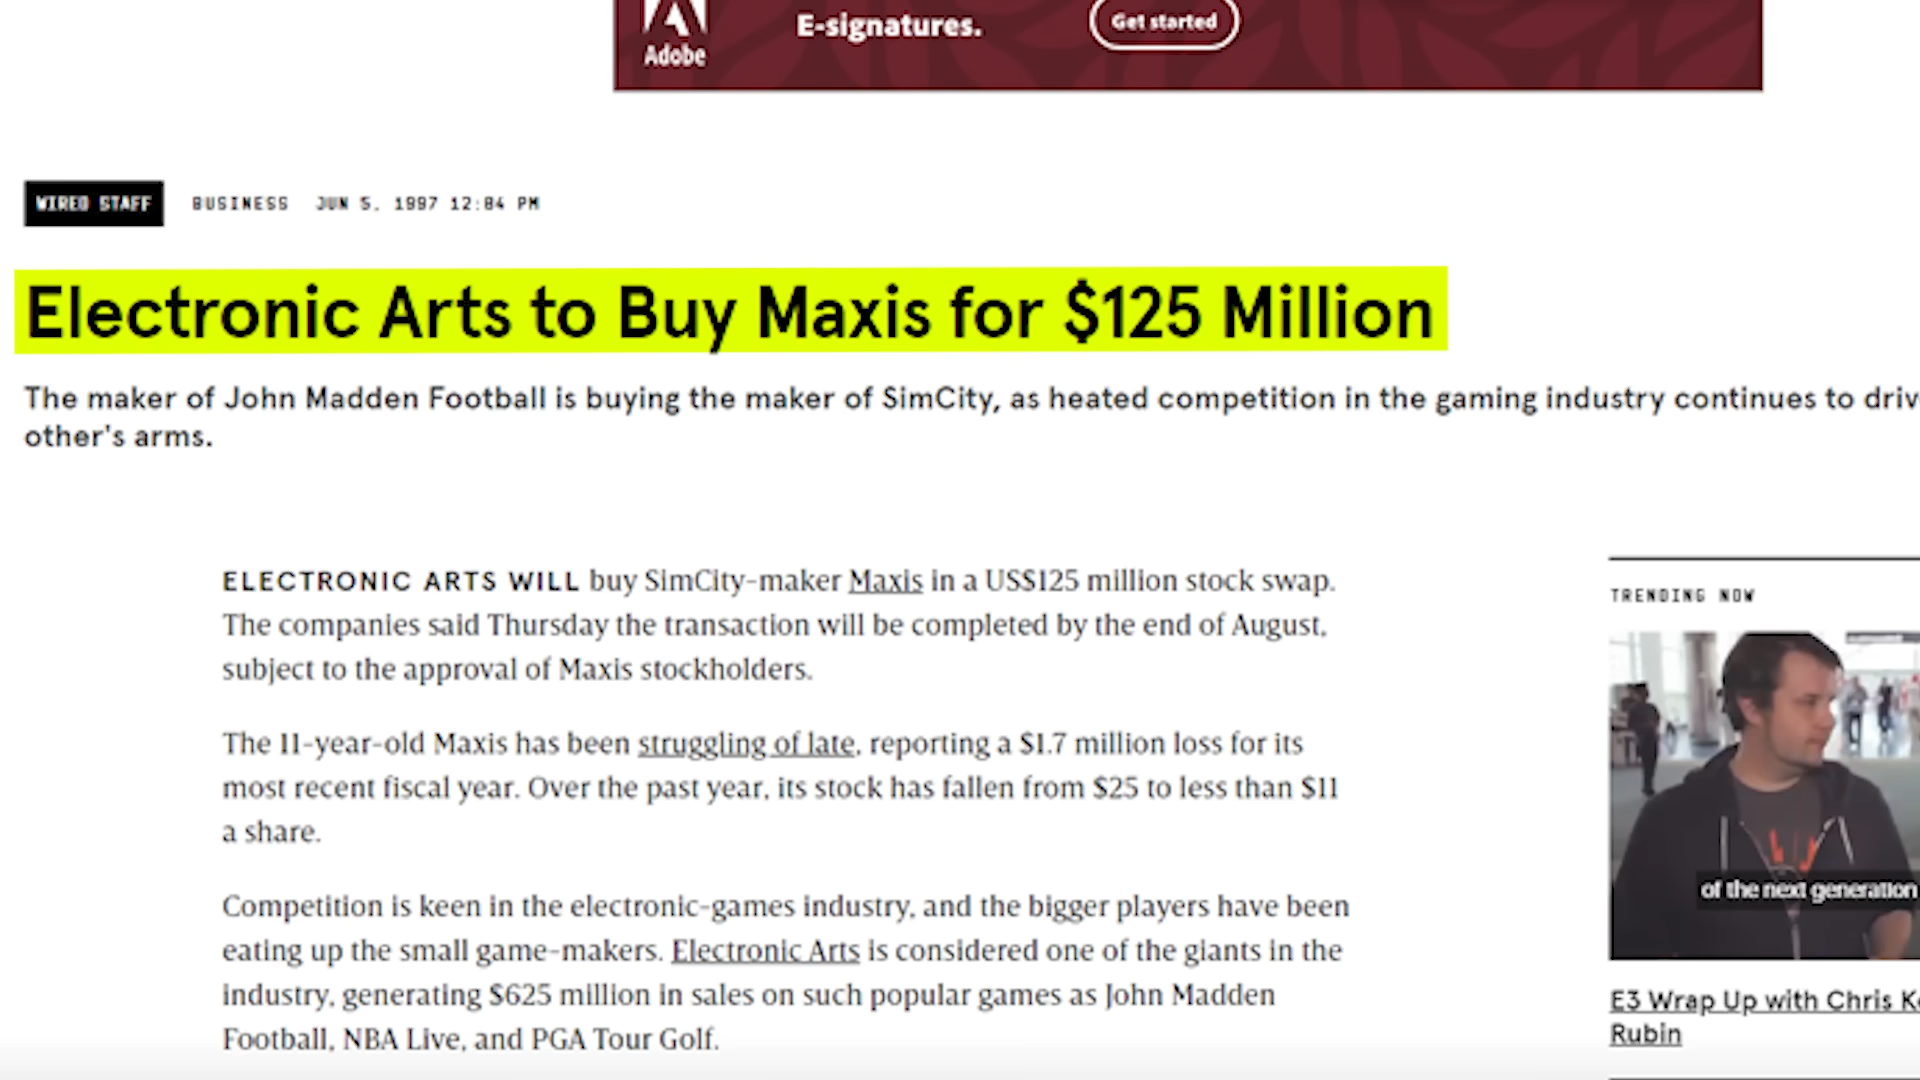 Adobe
E-signatures.
Get started
WIRED STAFF
BUSINESS
JUN 5, 1997 12:04 PM
Electronic Arts to Buy Maxis for $125 Million
The maker of John Madden Football is buying the maker of SimCity, as heated competition in the gaming industry continues to driv
other's arms.
ELECTRONIC ARTS WILL buy SimCity-maker Maxis in a US$125 million stock swap.
The companies said Thursday the transaction will be completed by the end of August,
subject to the approval of Maxis stockholders.
The 11-year-old Maxis has been struggling of late, reporting a $1.7 million loss for its
most recent fiscal year. Over the past year, its stock has fallen from $25 to less than $11
a share.
Competition is keen in the electronic-games industry, and the bigger players have been
eating up the small game-makers. Electronic Arts is considered one of the giants in the
industry, generating $625 million in sales on such popular games as John Madden
Football, NBA Live, and PGA Tour Golf.
TRENDING NOW
of the next generation
E3 Wrap Up with Chris K
Rubin